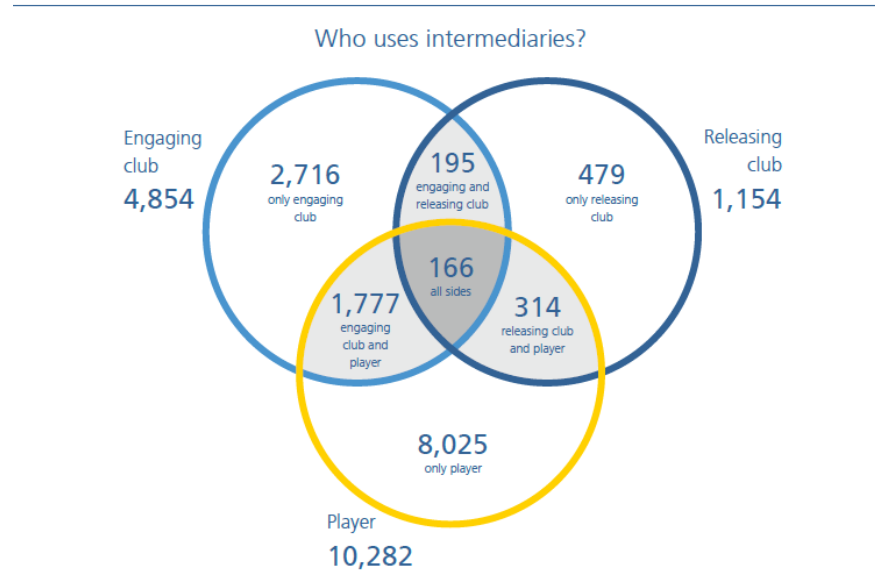 Who uses intermediaries?
Engaging
club
4,854
2,716
only engaging
club
195
engaging and
releasing club
479
only releasing
club
Releasing
club
1,154
166
all sides
1,777
engaging
club and
player
314
releasing club
and player
8,025
only player
Player
10,282